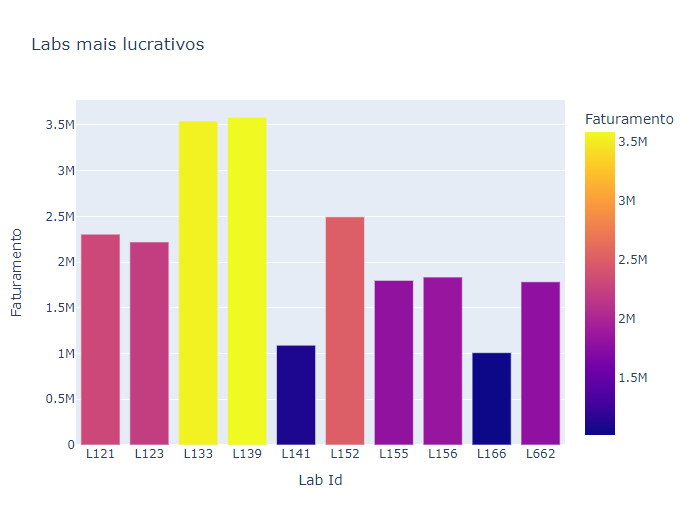 Labs mais lucrativos
Faturamento
3.5M
3M
2.5M
2M
1.5M
1M
0.5M
0
L121 L123 L133 L139 L141 L152 L155 L156 L166 L662
Lab Id
Faturamento
3.5M
3M
2.5M
2M
1.5M